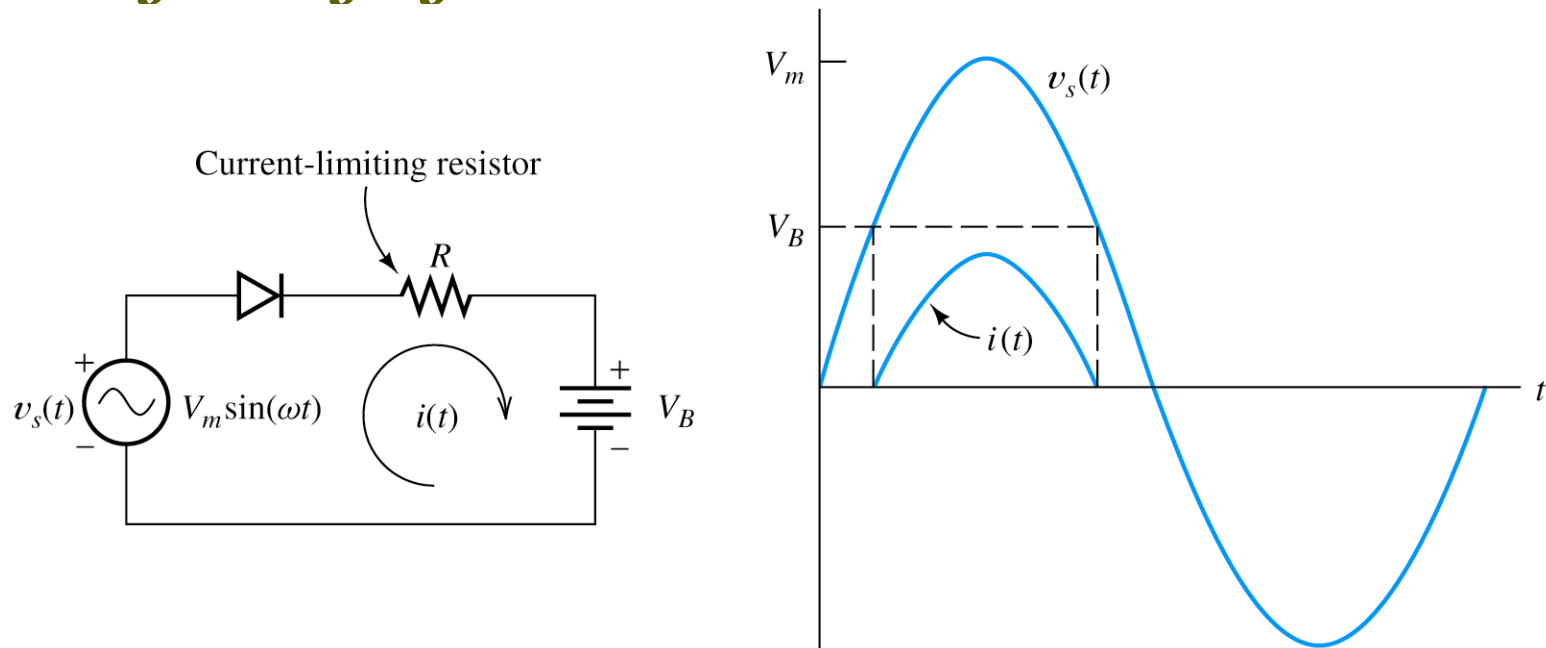 Current-limiting resistor
R
+
v_s(t) V_m sin(ωt)
−
i(t)
+
V_B
−
V_m
v_s(t)
V_B
i(t)
t